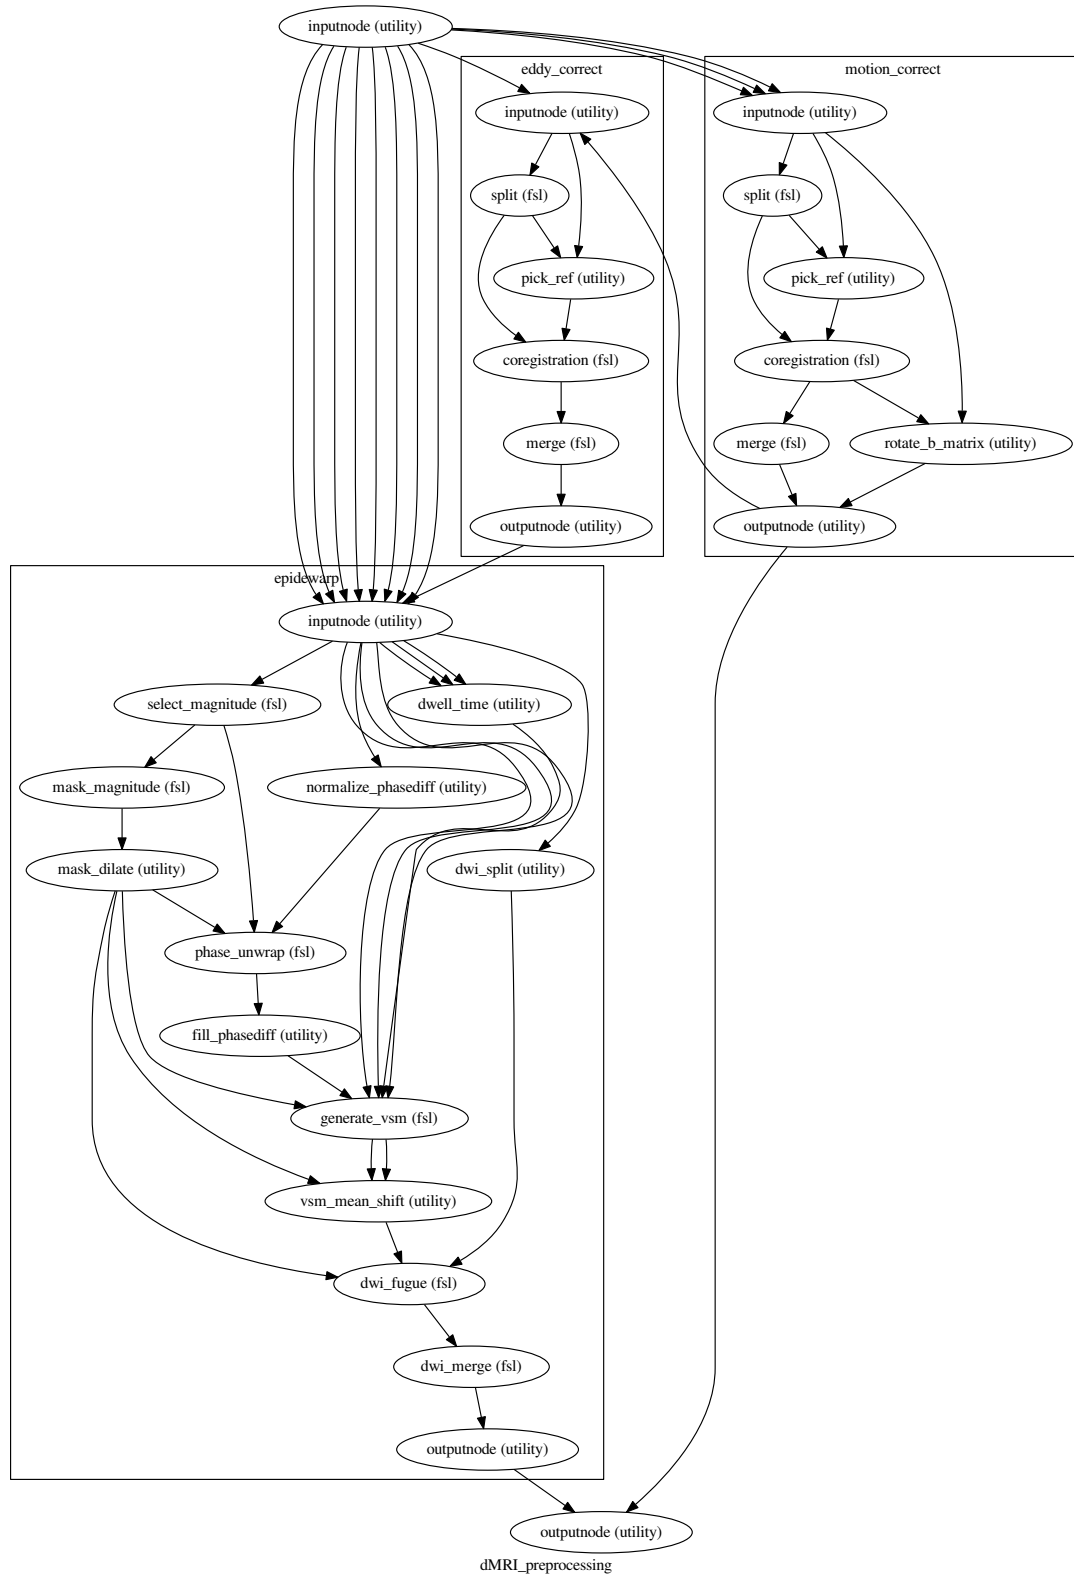 inputnode (utility)
eddy_correct
motion_correct
inputnode (utility)
inputnode (utility)
split (fsl)
split (fsl)
pick_ref (utility)
pick_ref (utility)
coregistration (fsl)
coregistration (fsl)
merge (fsl)
merge (fsl)
rotate_b_matrix (utility)
outputnode (utility)
outputnode (utility)
epidewarp
inputnode (utility)
select_magnitude (fsl)
dwell_time (utility)
mask_magnitude (fsl)
normalize_phasediff (utility)
mask_dilate (utility)
dwi_split (utility)
phase_unwrap (fsl)
fill_phasediff (utility)
generate_vsm (fsl)
vsm_mean_shift (utility)
dwi_fugue (fsl)
dwi_merge (fsl)
outputnode (utility)
outputnode (utility)
dMRI_preprocessing